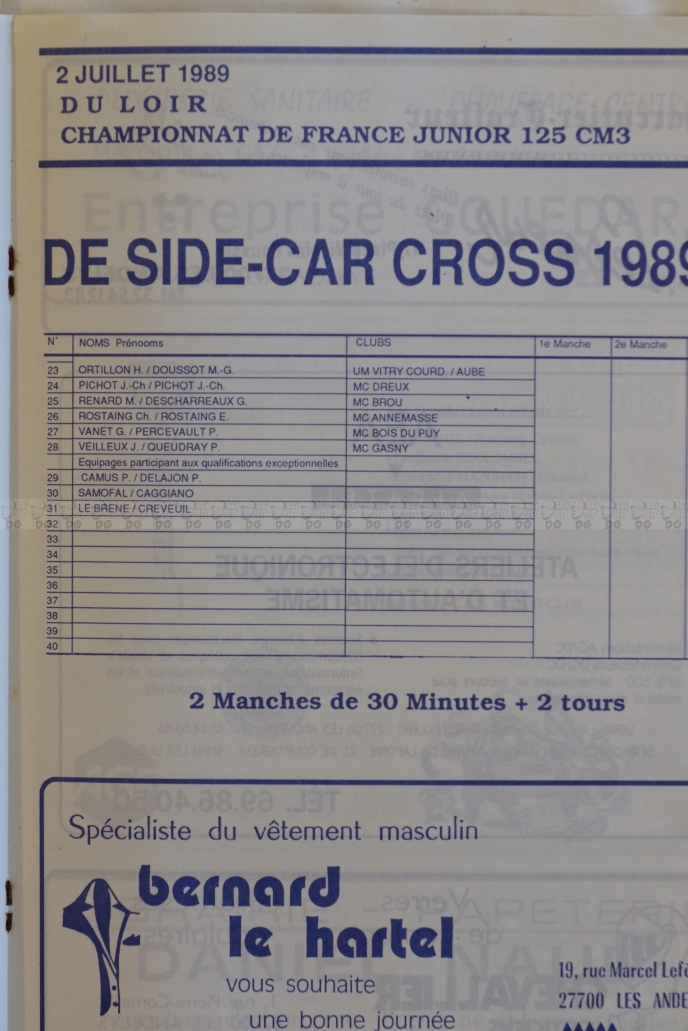 2 JUILLET 1989
DU LOIR
CHAMPIONNAT DE FRANCE JUNIOR 125 CM3
DE SIDE-CAR CROSS 1989
N° NOMS Prénooms CLUBS 1e Manche 2e Manche
23 ORTILLON H. / DOUSSOT M.-G. UM VITRY COURD. / AUBE
24 PICHOT J.-Ch / PICHOT J.-Ch. MC DREUX
25 RENARD M. / DESCHARREAUX G. MC BROU
26 ROSTAING Ch. / ROSTAING E. MC ANNEMASSE
27 VANET G. / PERCEVAULT P. MC BOIS DU PUY
28 VEILLEUX J. / QUEUDRAY P. MC GASNY
Equipages participant aux qualifications exceptionnelles
29 CAMUS P. / DELAJON P.
30 SAMOFAL / CAGGIANO
31 LE BRENE / CREVEUIL
32
33
34
35
36
37
38
39
40
2 Manches de 30 Minutes + 2 tours
Spécialiste du vêtement masculin
bernard
le hartel
vous souhaite
19, rue Marcel Lefè
27700 LES ANDE
une bonne journée